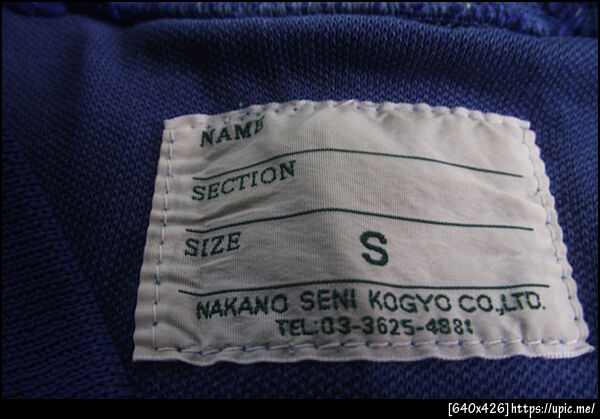 NAME
SECTION
SIZE S
NAKANO SENI KOGYO CO.,LTD.
TEL:03-3625-4881
[640x426]https://upic.me/